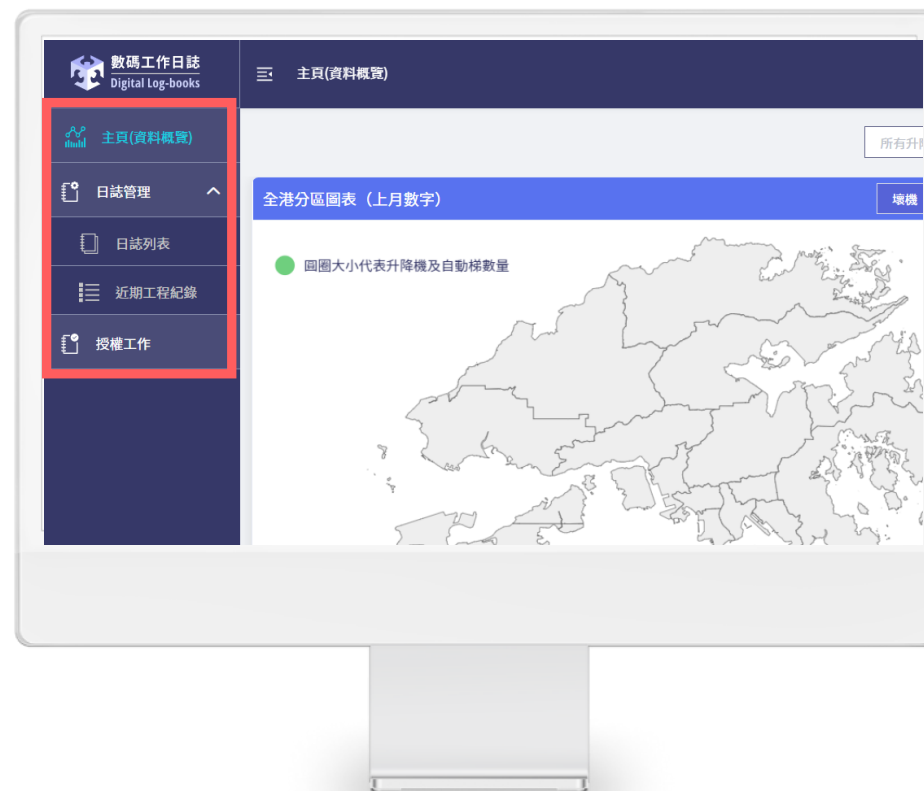 數碼工作日誌
Digital Log-books
主頁(資料概覽)
主頁(資料概覽)
日誌管理
日誌列表
近期工程紀錄
授權工作
所有升
全港分區圖表（上月數字）
壞機
圓圈大小代表升降機及自動梯數量